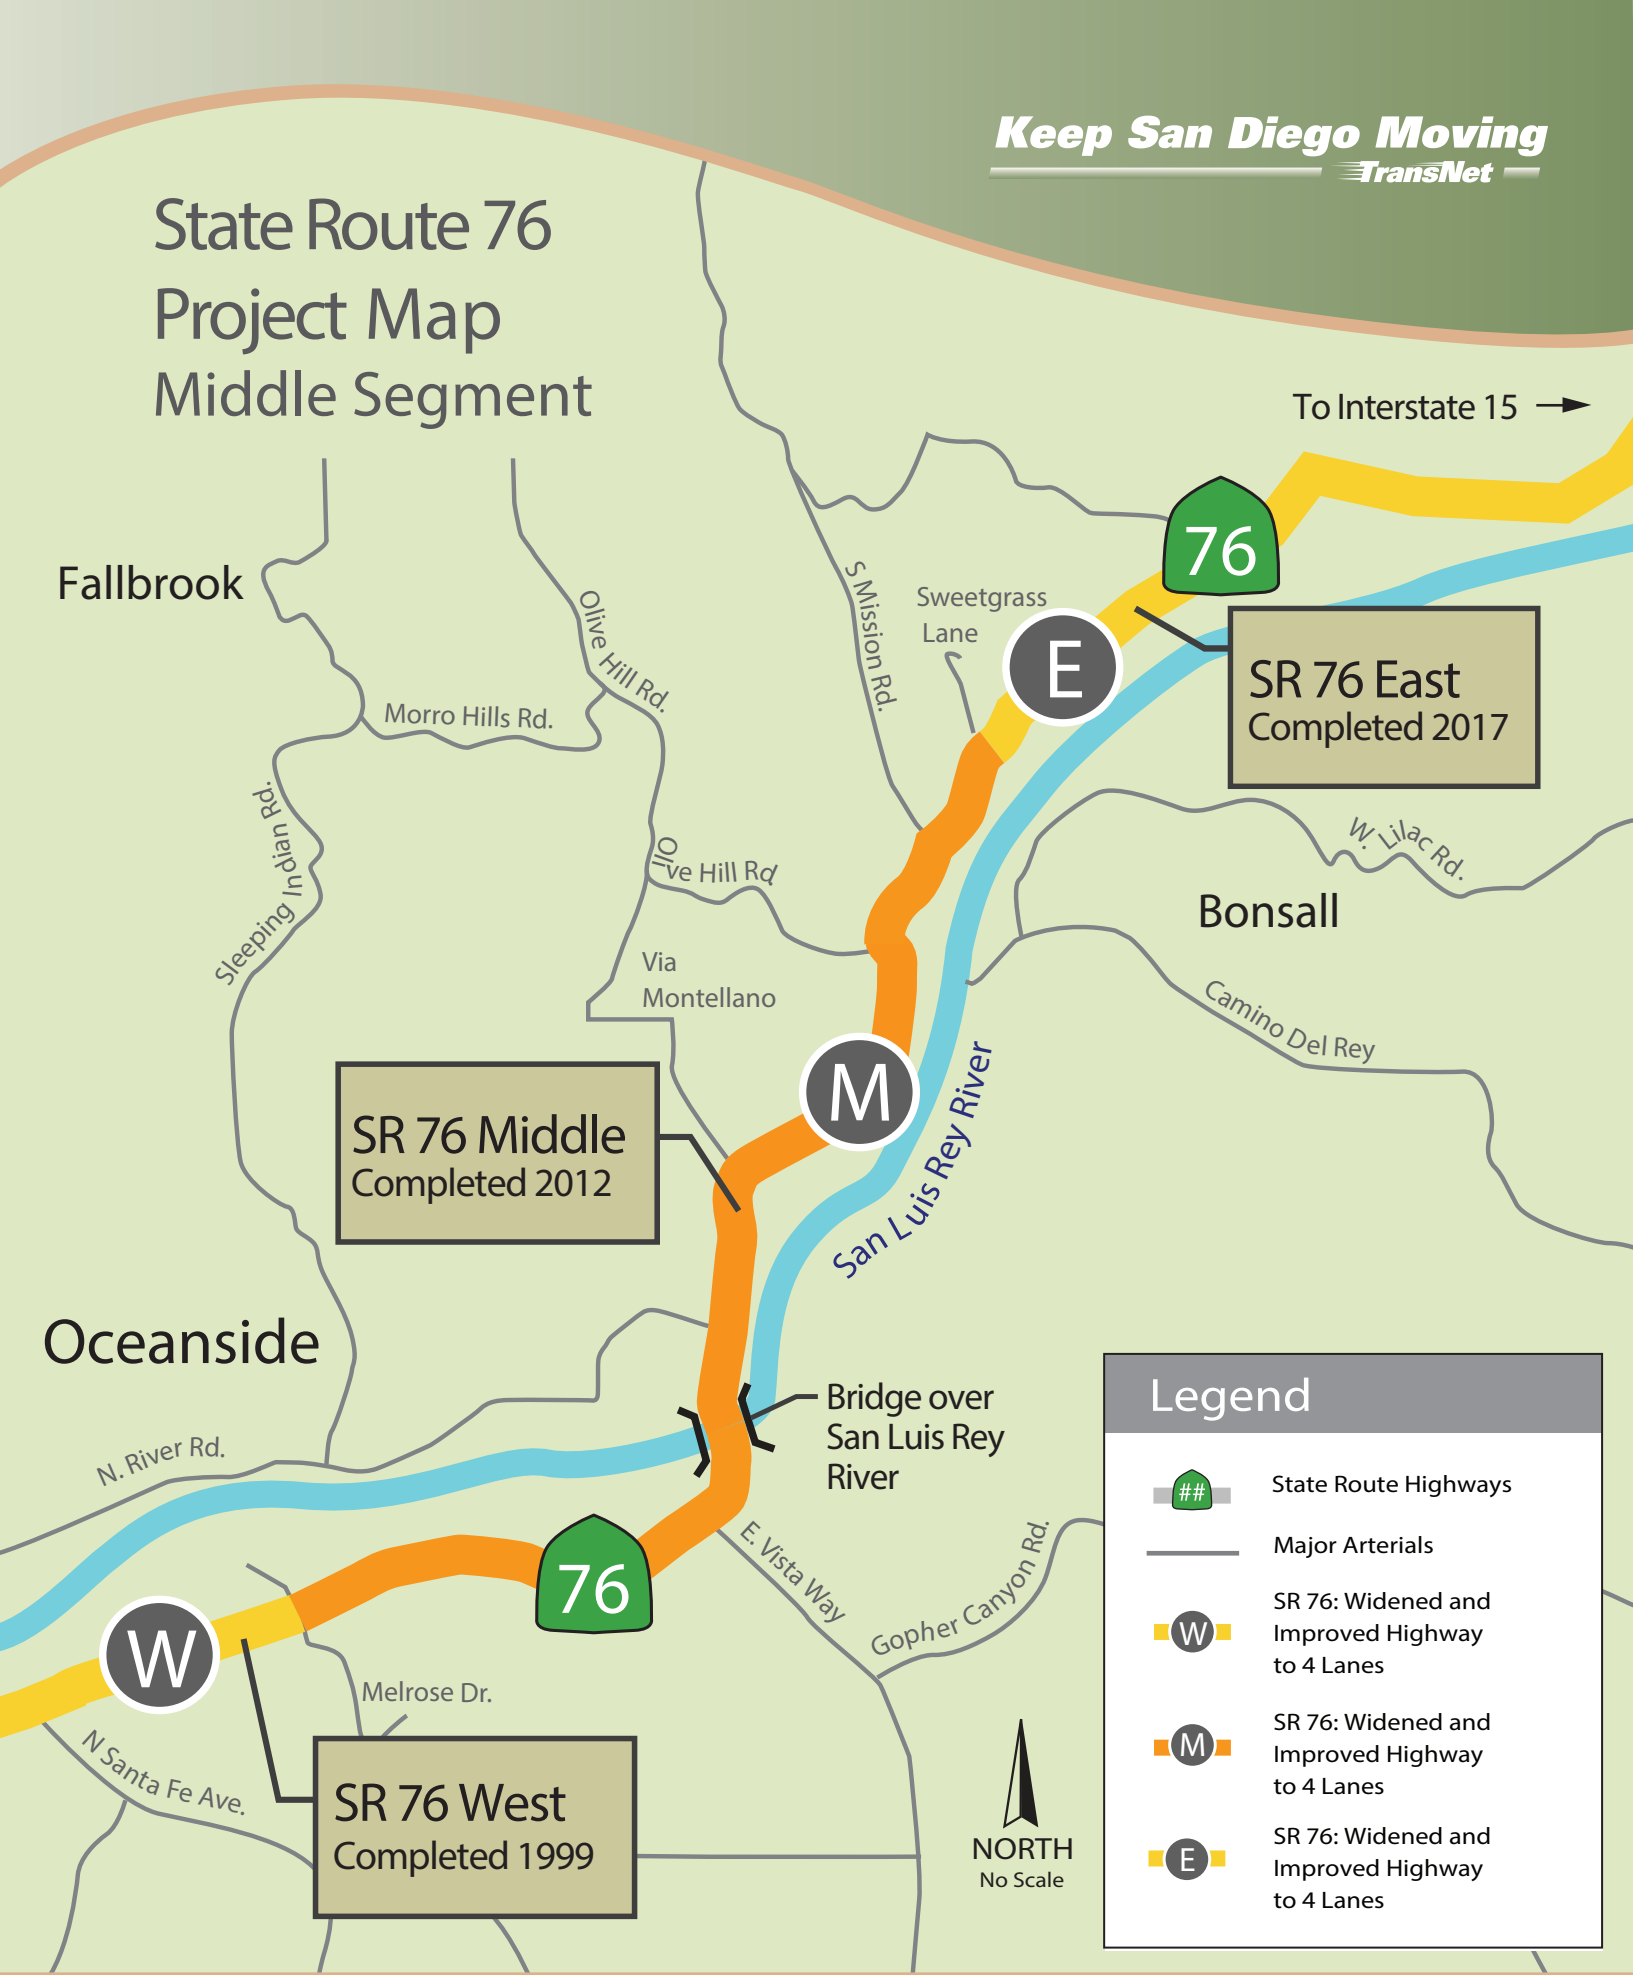 Keep San Diego Moving
TransNet
State Route 76
Project Map
Middle Segment
To Interstate 15
76
Fallbrook
Olive Hill Rd.
S Mission Rd.
Sweetgrass
Lane
E
SR 76 East
Completed 2017
Morro Hills Rd.
Sleeping Indian Rd.
Olive Hill Rd
W. Lilac Rd.
Bonsall
Via
Montellano
Camino Del Rey
M
SR 76 Middle
Completed 2012
San Luis Rey River
Oceanside
Bridge over
San Luis Rey
River
N. River Rd.
E. Vista Way
Gopher Canyon Rd.
76
W
Melrose Dr.
N Santa Fe Ave.
SR 76 West
Completed 1999
NORTH
No Scale
Legend
##
State Route Highways
Major Arterials
W
SR 76: Widened and
Improved Highway
to 4 Lanes
M
SR 76: Widened and
Improved Highway
to 4 Lanes
E
SR 76: Widened and
Improved Highway
to 4 Lanes